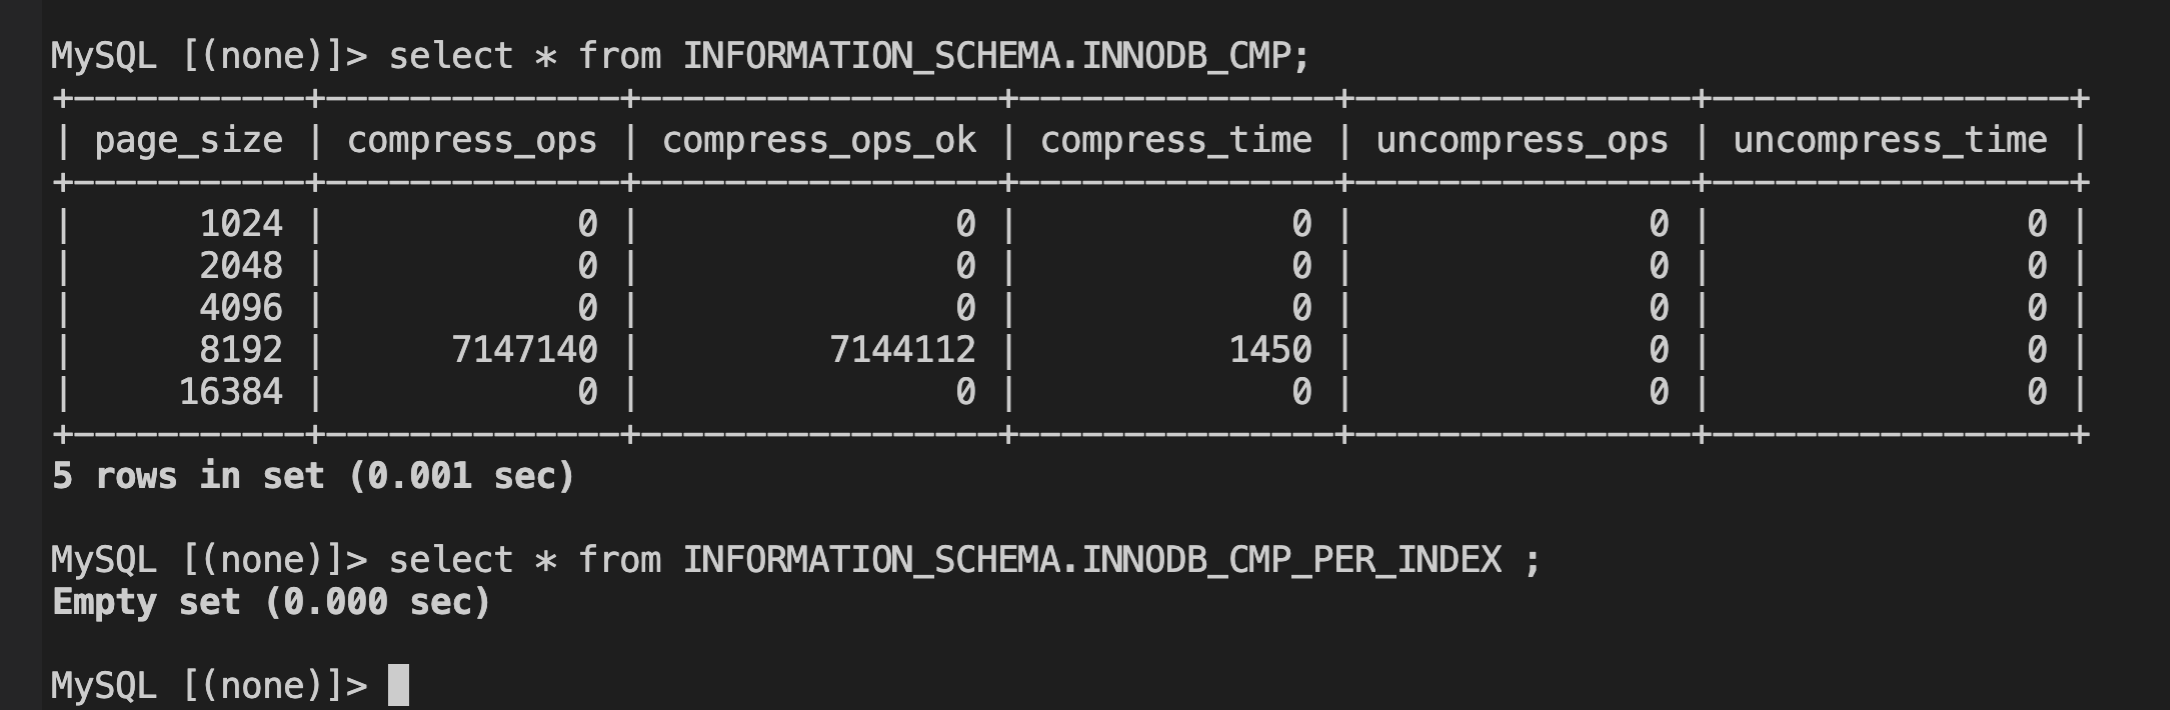 MySQL [(none)]> select * from INFORMATION_SCHEMA.INNODB_CMP;
+-----------+--------------+-----------------+---------------+----------------+-----------------+
| page_size | compress_ops | compress_ops_ok | compress_time | uncompress_ops | uncompress_time |
+-----------+--------------+-----------------+---------------+----------------+-----------------+
|      1024 |            0 |               0 |             0 |              0 |               0 |
|      2048 |            0 |               0 |             0 |              0 |               0 |
|      4096 |            0 |               0 |             0 |              0 |               0 |
|      8192 |      7147140 |         7144112 |          1450 |              0 |               0 |
|     16384 |            0 |               0 |             0 |              0 |               0 |
+-----------+--------------+-----------------+---------------+----------------+-----------------+
5 rows in set (0.001 sec)
MySQL [(none)]> select * from INFORMATION_SCHEMA.INNODB_CMP_PER_INDEX ;
Empty set (0.000 sec)
MySQL [(none)]>